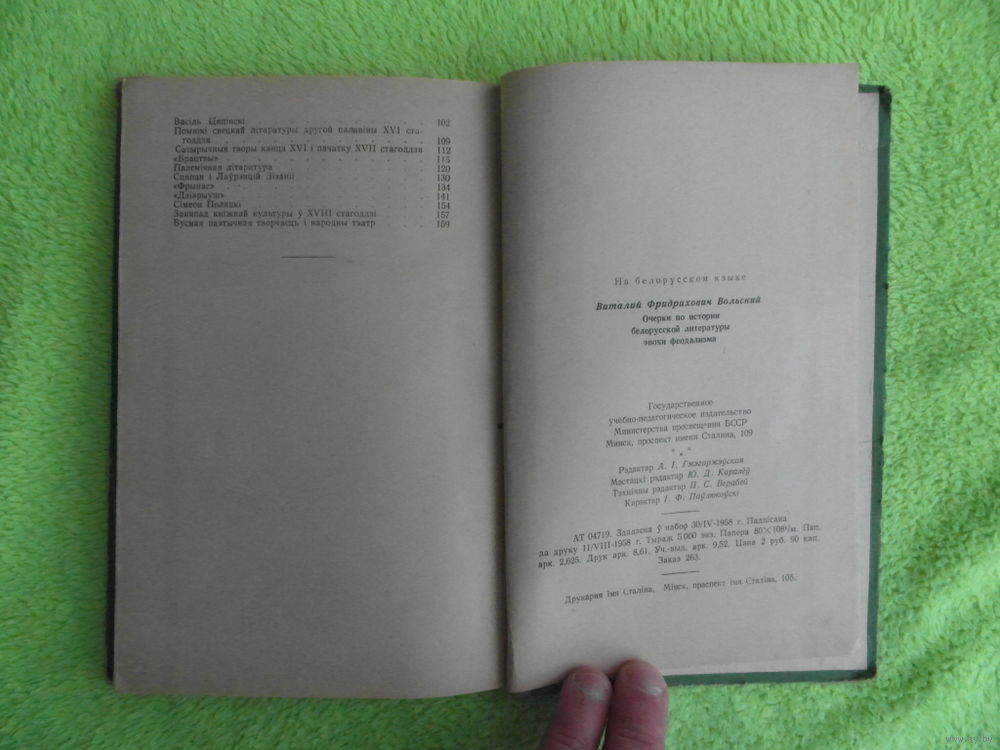 Васіль Цяпінскі 102
Помнікі свецкай літаратуры другой палавіны XVI ста-
годдзя 109
Сатырычныя творы канца XVI і пачатку XVII стагоддзя 112
«Брацтвы» 115
Палемічная літаратура 120
Сцяпан і Лаўрэнцій Зізаніі 130
«Фрынас» 134
«Дзіярыуш» 141
Сімеон Полацкі 154
Заняпад кніжнай культуры ў XVIII стагоддзі 157
Вусная паэтычная творчасць і народны тэатр 159
На белорусском языке
Виталий Фридрихович Вольский
Очерки по истории
белорусской литературы
эпохи феодализма
Государственное
учебно-педагогическое издательство
Министерства просвещения БССР
Минск, проспект имени Сталина, 109
* * *
Рэдактар А. І.
Мастацкі рэдактар Ю. Д. Каралёў
Тэхнічны рэдактар П. С. Верабей
Карэктар І. Ф. Паўлюкоўскі
АТ 04719. Здадзена ў набор 30/IV-1958 г. Падпісана
да друку 11/VIII-1958 г. Тыраж 5 000 экз. Папера 80×108¹/м. Пап.
арк. 2,625. Друк арк. 8,61. Уч.-выд. арк. 9,52. Цана 2 руб. 90 кап.
Заказ 263.
Друкарня імя Сталіна, Мінск, праспект імя Сталіна, 105.